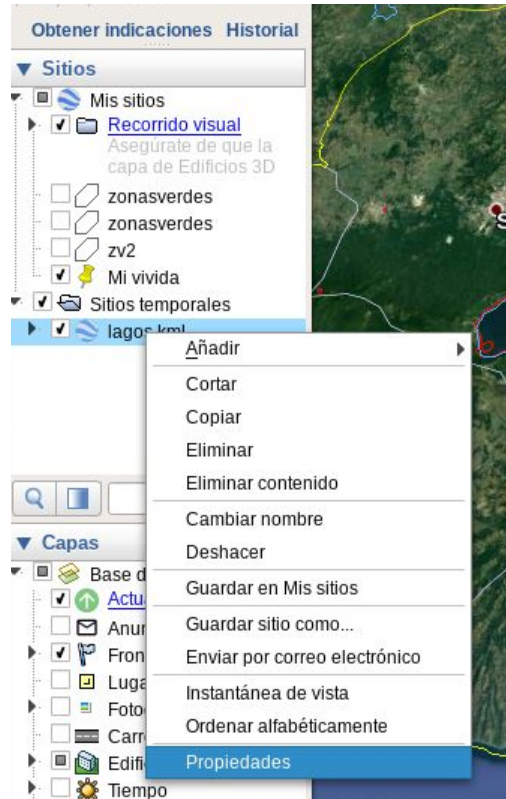 Obtener indicaciones Historial
Sitios
Mis sitios
Recorrido visual
Asegúrate de que la
capa de Edificios 3D
zonasverdes
zonasverdes
zv2
Mi vivida
Sitios temporales
lagos.kml
Añadir
Cortar
Copiar
Eliminar
Eliminar contenido
Cambiar nombre
Deshacer
Guardar en Mis sitios
Guardar sitio como...
Enviar por correo electrónico
Instantánea de vista
Ordenar alfabéticamente
Propiedades
Capas
Base d
Actu
Anun
Fron
Luga
Foto
Carr
Edifi
Tiempo
S